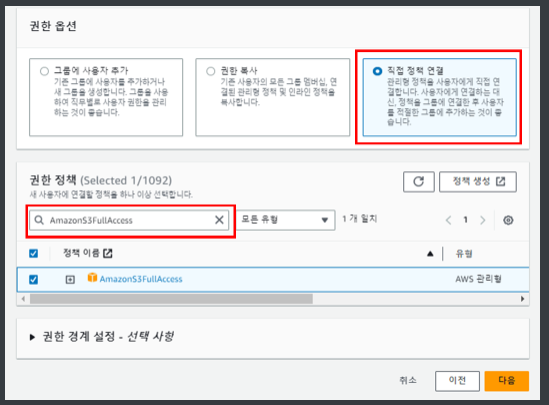 권한 옵션
그룹에 사용자 추가
기존 그룹에 사용자를 추가하거나
새 그룹을 생성합니다. 그룹을 사용
하여 직무별로 사용자 권한을 관리
하는 것이 좋습니다.
권한 복사
기존 사용자의 모든 그룹 멤버십, 연
결된 관리형 정책 및 인라인 정책을
복사합니다.
직접 정책 연결
관리형 정책을 사용자에게 직접 연
결합니다. 사용자에게 연결하는 대
신, 정책을 그룹에 연결한 후 사용자
를 적절한 그룹에 추가하는 것이 좋
습니다.
권한 정책 (Selected 1/1092)
새 사용자에 연결할 정책을 하나 이상 선택합니다.
정책 생성
AmazonS3FullAccess
모든 유형
1 개 일치
1
정책 이름
유형
AmazonS3FullAccess
AWS 관리형
권한 경계 설정 - 선택 사항
취소
이전
다음